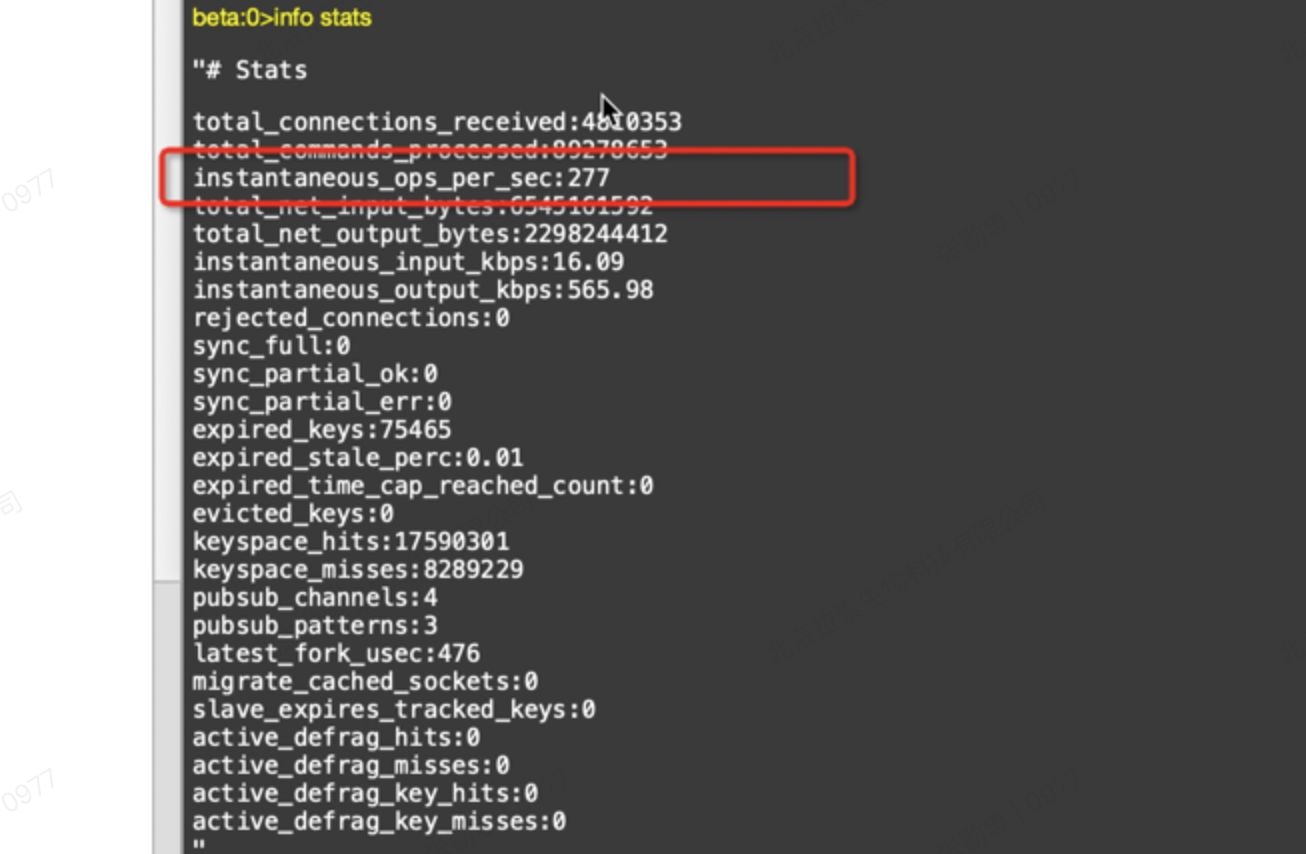 beta:0>info stats
"# Stats
total_connections_received:4810353
total_commands_processed:89278653
instantaneous_ops_per_sec:277
total_net_input_bytes:6545161592
total_net_output_bytes:2298244412
instantaneous_input_kbps:16.09
instantaneous_output_kbps:565.98
rejected_connections:0
sync_full:0
sync_partial_ok:0
sync_partial_err:0
expired_keys:75465
expired_stale_perc:0.01
expired_time_cap_reached_count:0
evicted_keys:0
keyspace_hits:17590301
keyspace_misses:8289229
pubsub_channels:4
pubsub_patterns:3
latest_fork_usec:476
migrate_cached_sockets:0
slave_expires_tracked_keys:0
active_defrag_hits:0
active_defrag_misses:0
active_defrag_key_hits:0
active_defrag_key_misses:0
"
0977
司
0977